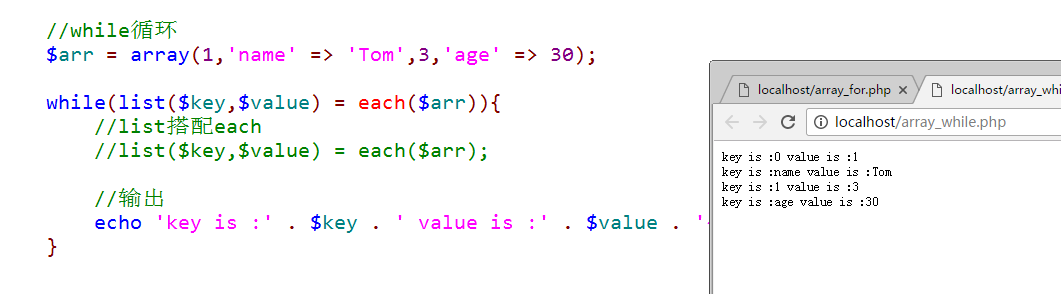 //while循环
$arr = array(1,'name' => 'Tom',3,'age' => 30);
while(list($key,$value) = each($arr)){
//list搭配each
//list($key,$value) = each($arr);
//输出
echo 'key is :' . $key . ' value is :' . $value . '
}
localhost/array_for.php
localhost/array_whi
localhost/array_while.php
key is :0 value is :1
key is :name value is :Tom
key is :1 value is :3
key is :age value is :30